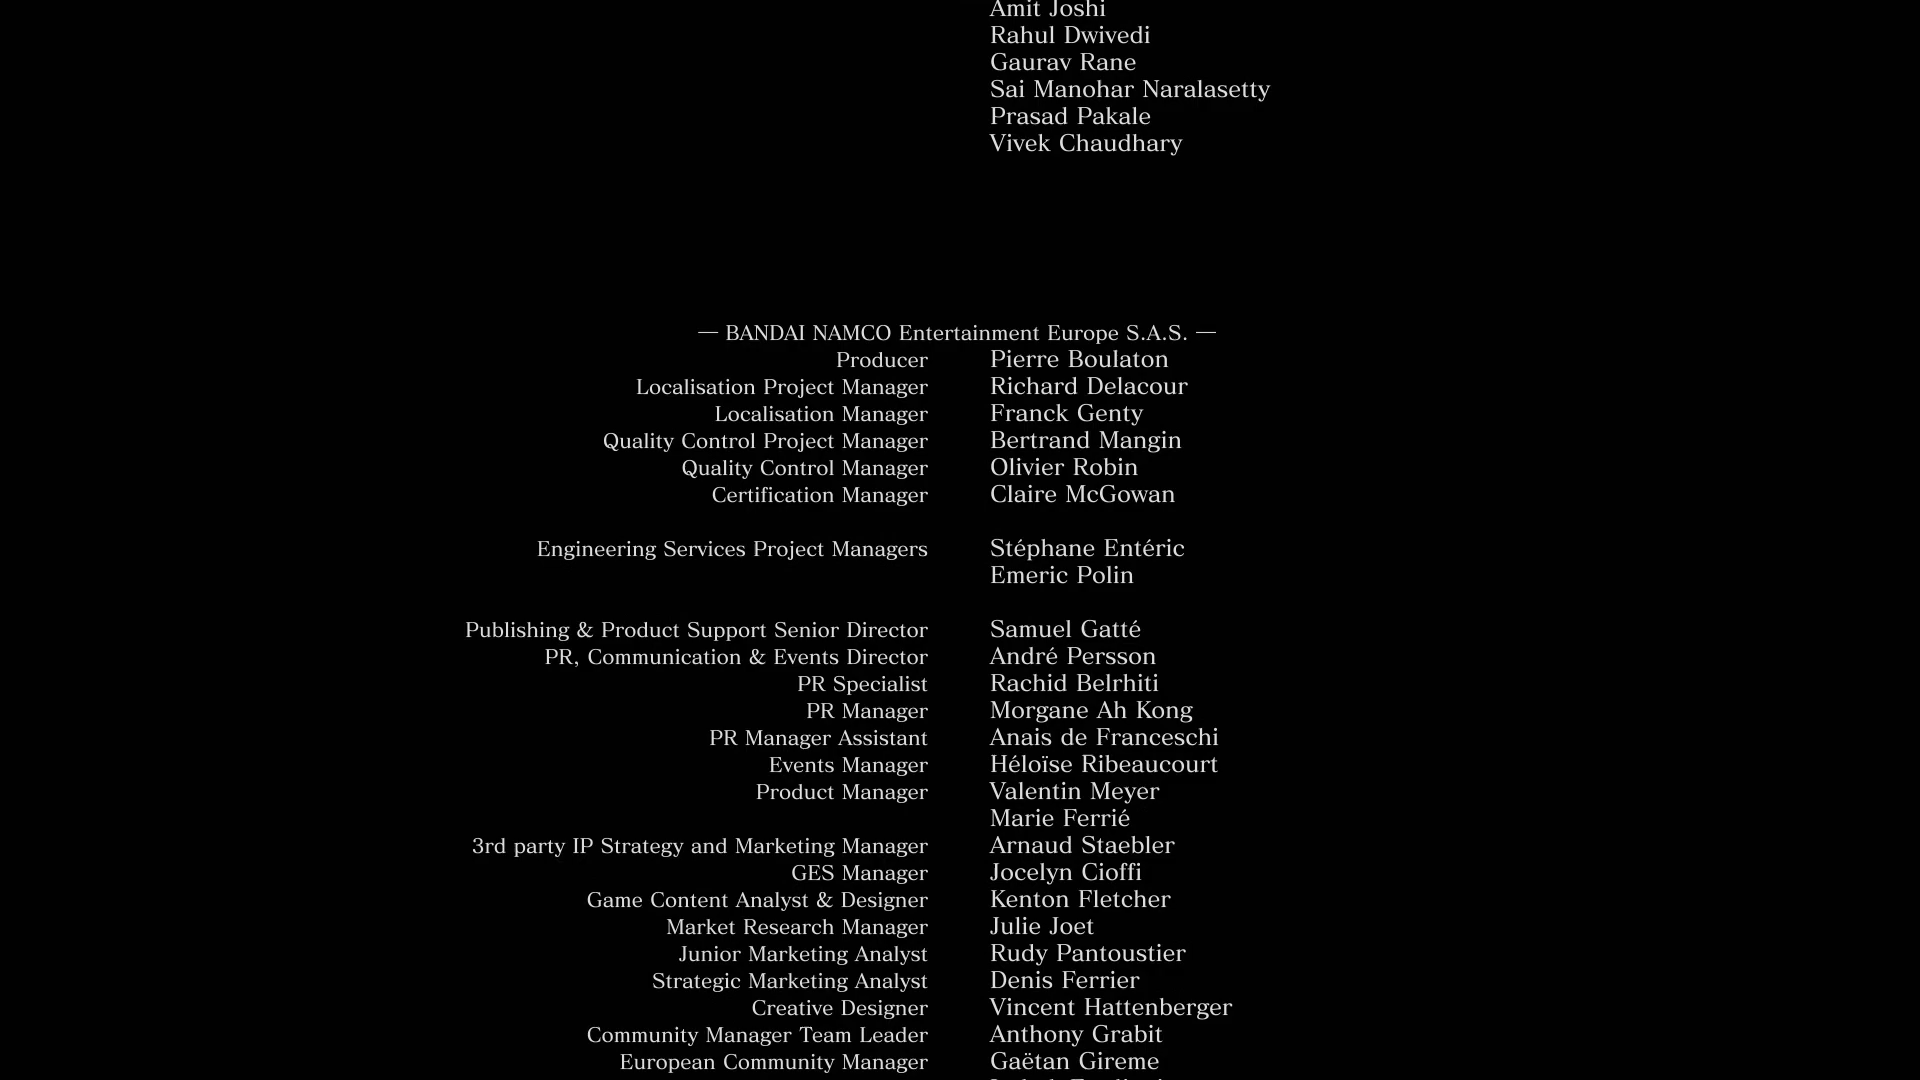 Amit Joshi
Rahul Dwivedi
Gaurav Rane
Sai Manohar Naralasetty
Prasad Pakale
Vivek Chaudhary
— BANDAI NAMCO Entertainment Europe S.A.S. —
Producer Pierre Boulaton
Localisation Project Manager Richard Delacour
Localisation Manager Franck Genty
Quality Control Project Manager Bertrand Mangin
Quality Control Manager Olivier Robin
Certification Manager Claire McGowan
Engineering Services Project Managers Stéphane Entéric
Emeric Polin
Publishing & Product Support Senior Director Samuel Gatté
PR, Communication & Events Director André Persson
PR Specialist Rachid Belrhiti
PR Manager Morgane Ah Kong
PR Manager Assistant Anais de Franceschi
Events Manager Héloïse Ribeaucourt
Product Manager Valentin Meyer
Marie Ferrié
3rd party IP Strategy and Marketing Manager Arnaud Staebler
GES Manager Jocelyn Cioffi
Game Content Analyst & Designer Kenton Fletcher
Market Research Manager Julie Joet
Junior Marketing Analyst Rudy Pantoustier
Strategic Marketing Analyst Denis Ferrier
Creative Designer Vincent Hattenberger
Community Manager Team Leader Anthony Grabit
European Community Manager Gaëtan Gireme